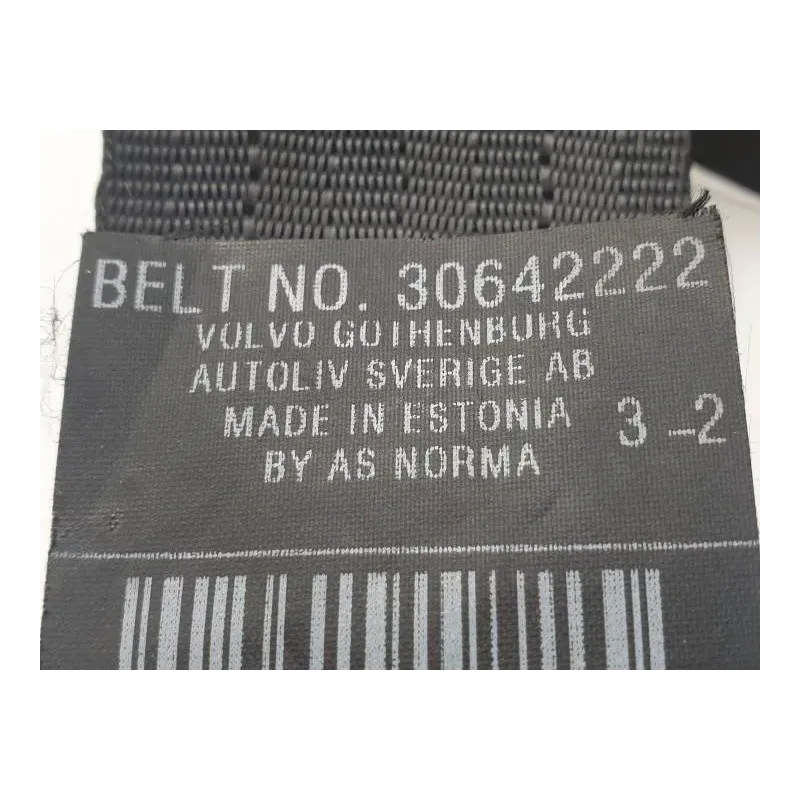 BELT NO. 30642222
VOLVO GOTHENBURG
AUTOLIV SVERIGE AB
MADE IN ESTONIA 3-2
BY AS NORMA